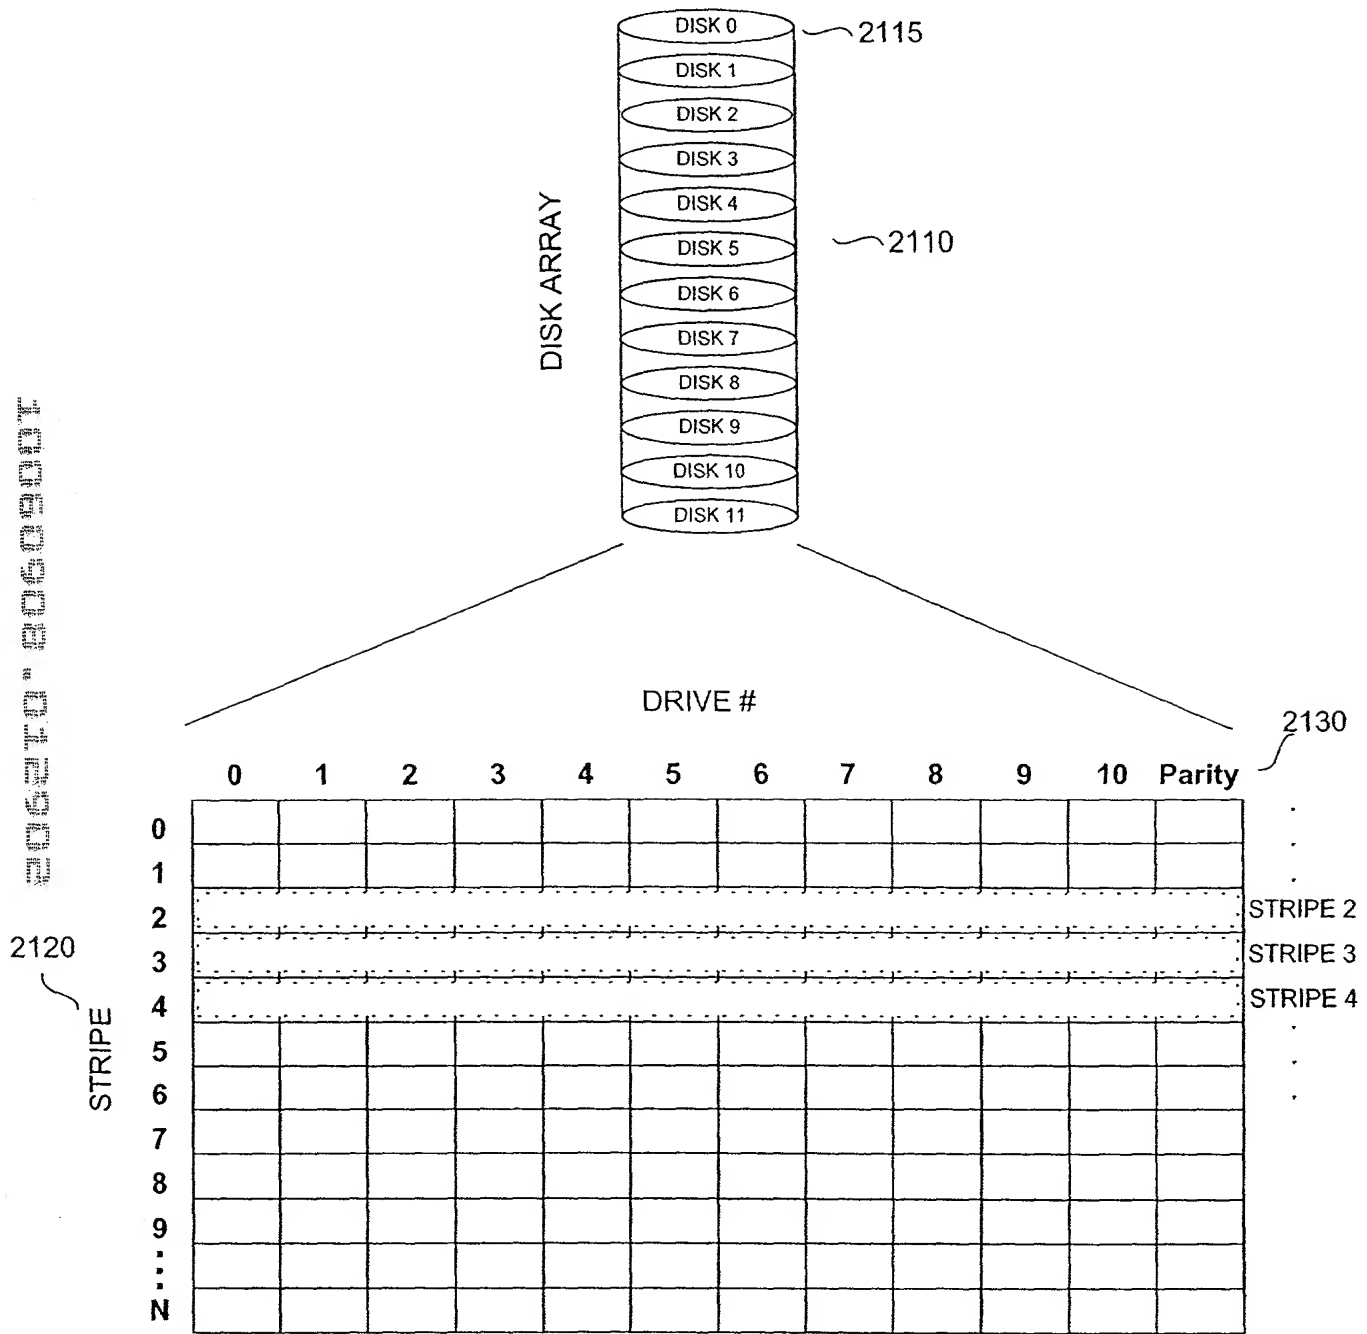 DISK 0
2115
DISK 1
DISK 2
DISK 3
DISK 4
DISK 5
DISK 6
DISK 7
DISK 8
DISK 9
DISK 10
DISK 11
DISK ARRAY
2110
DRIVE #
2130
0 1 2 3 4 5 6 7 8 9 10 Parity
0
1
2 STRIPE 2
3 STRIPE 3
4 STRIPE 4
5
6
7
8
9
N
2120
STRIPE